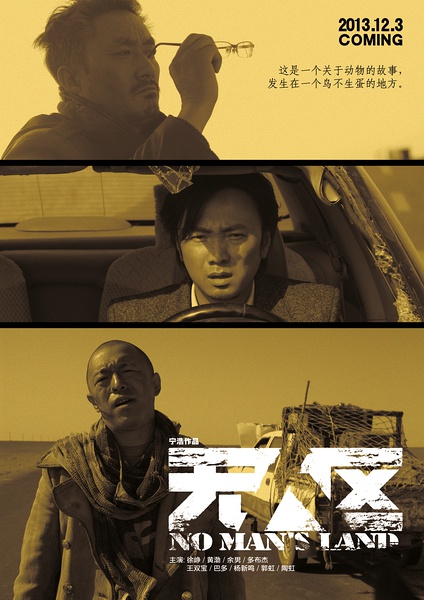 2013.12.3
COMING
这是一个关于动物的故事，
发生在一个鸟不生蛋的地方。
宁浩作品
无人区
NO MAN'S LAND
主演: 徐峥 / 黄渤 / 余男 / 多布杰
王双宝 / 巴多 / 杨新鸣 / 郭虹 / 陶虹